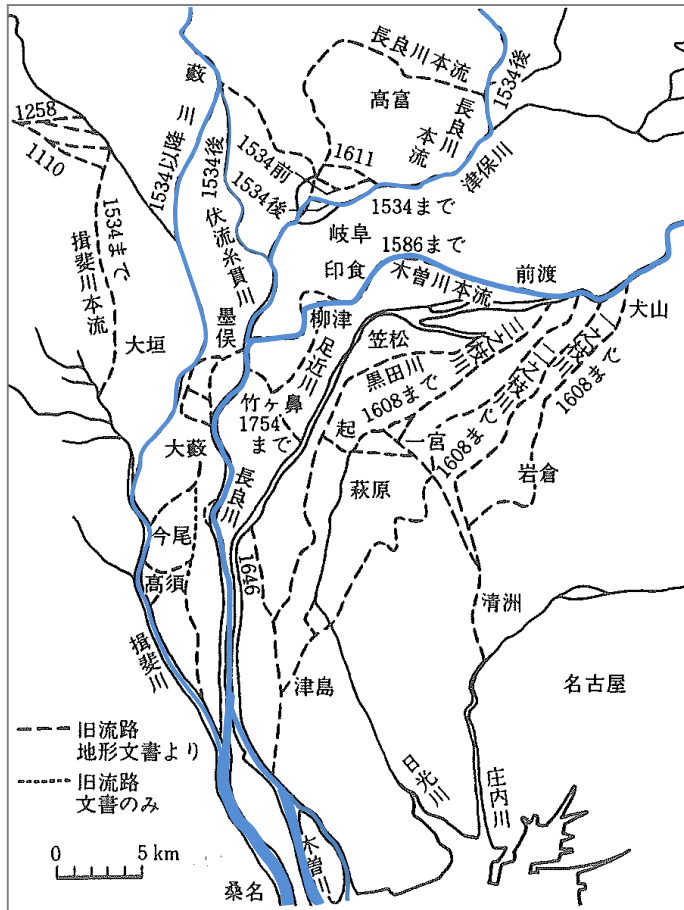 長良川本流
1534後
藪
高富
長良川
本流
1258
1110
1534以降
川
1534後
1534前
1534後
1611
津保川
1534まで
1534まで
揖斐川本流
伏流糸貫川
岐阜
1586まで
印食
木曽川本流
前渡
犬山
大垣
墨俣
柳津
足近川
笠松
三之枝川
二之枝川
一之枝川
黒田川
1608まで
1608まで
1608まで
竹ヶ鼻
1754
まで
起
一宮
岩倉
大藪
長良川
萩原
今尾
高須
1646
清洲
揖斐川
津島
名古屋
旧流路
地形文書より
旧流路
文書のみ
日光川
庄内川
0 5 km
木曽川
桑名